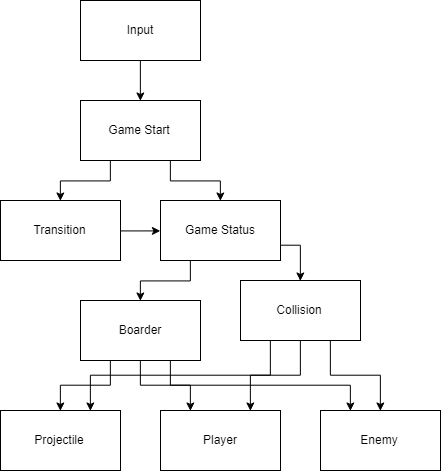 Input
Game Start
Transition
Game Status
Collision
Boarder
Projectile
Player
Enemy